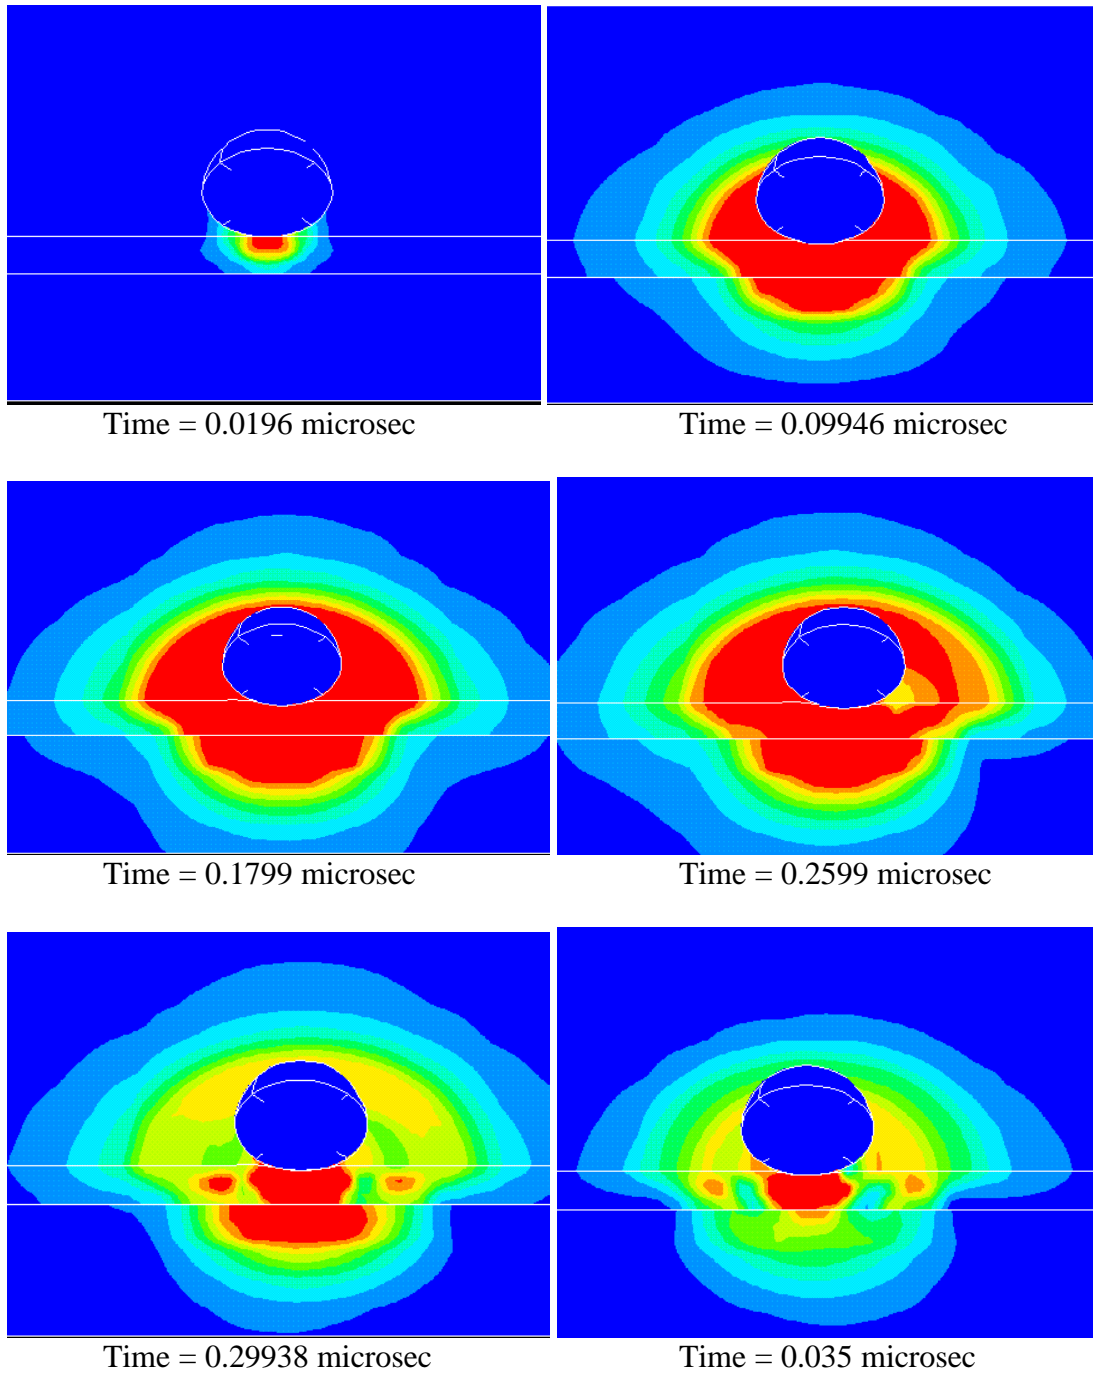 Time = 0.0196 microsec
Time = 0.09946 microsec
Time = 0.1799 microsec
Time = 0.2599 microsec
Time = 0.29938 microsec
Time = 0.035 microsec